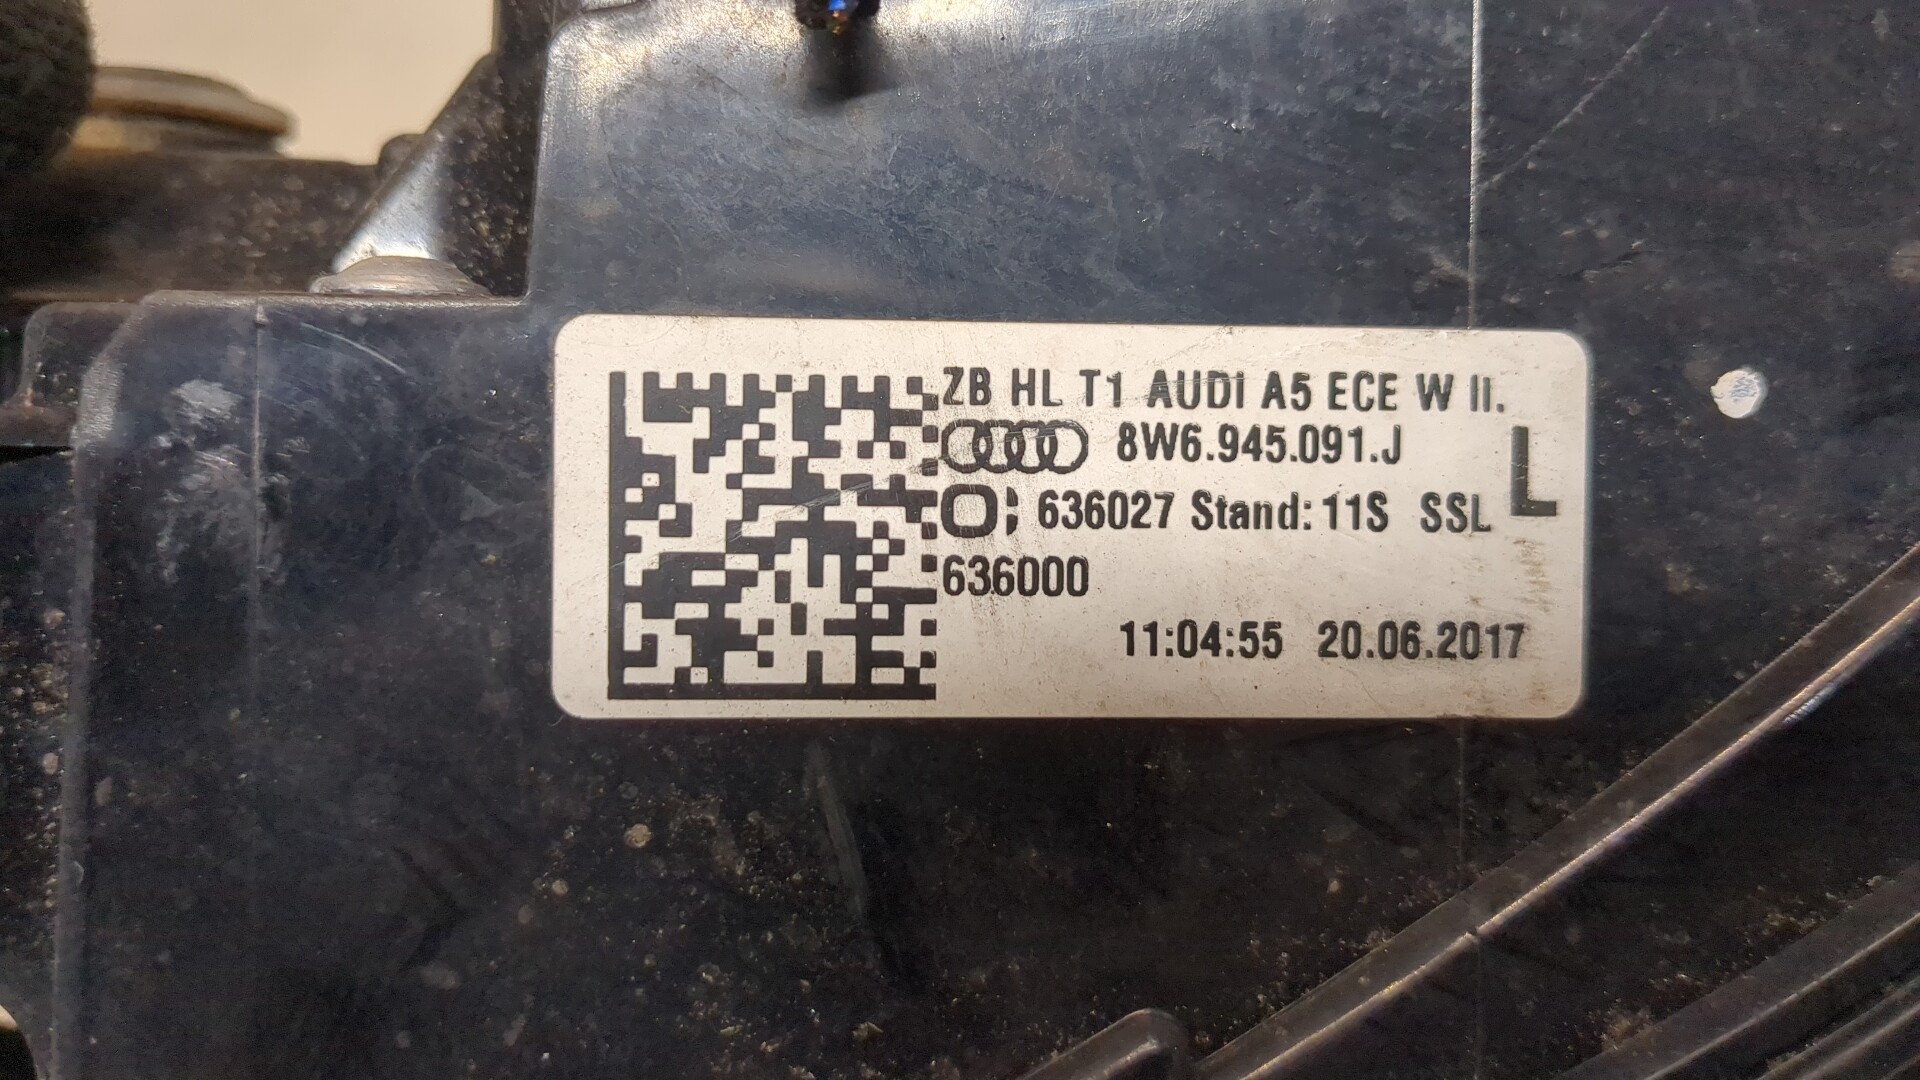 ZB HL T1 AUDI A5 ECE W II.
8W6.945.091.J
L
636027 Stand: 11S SSL
636000
11:04:55 20.06.2017